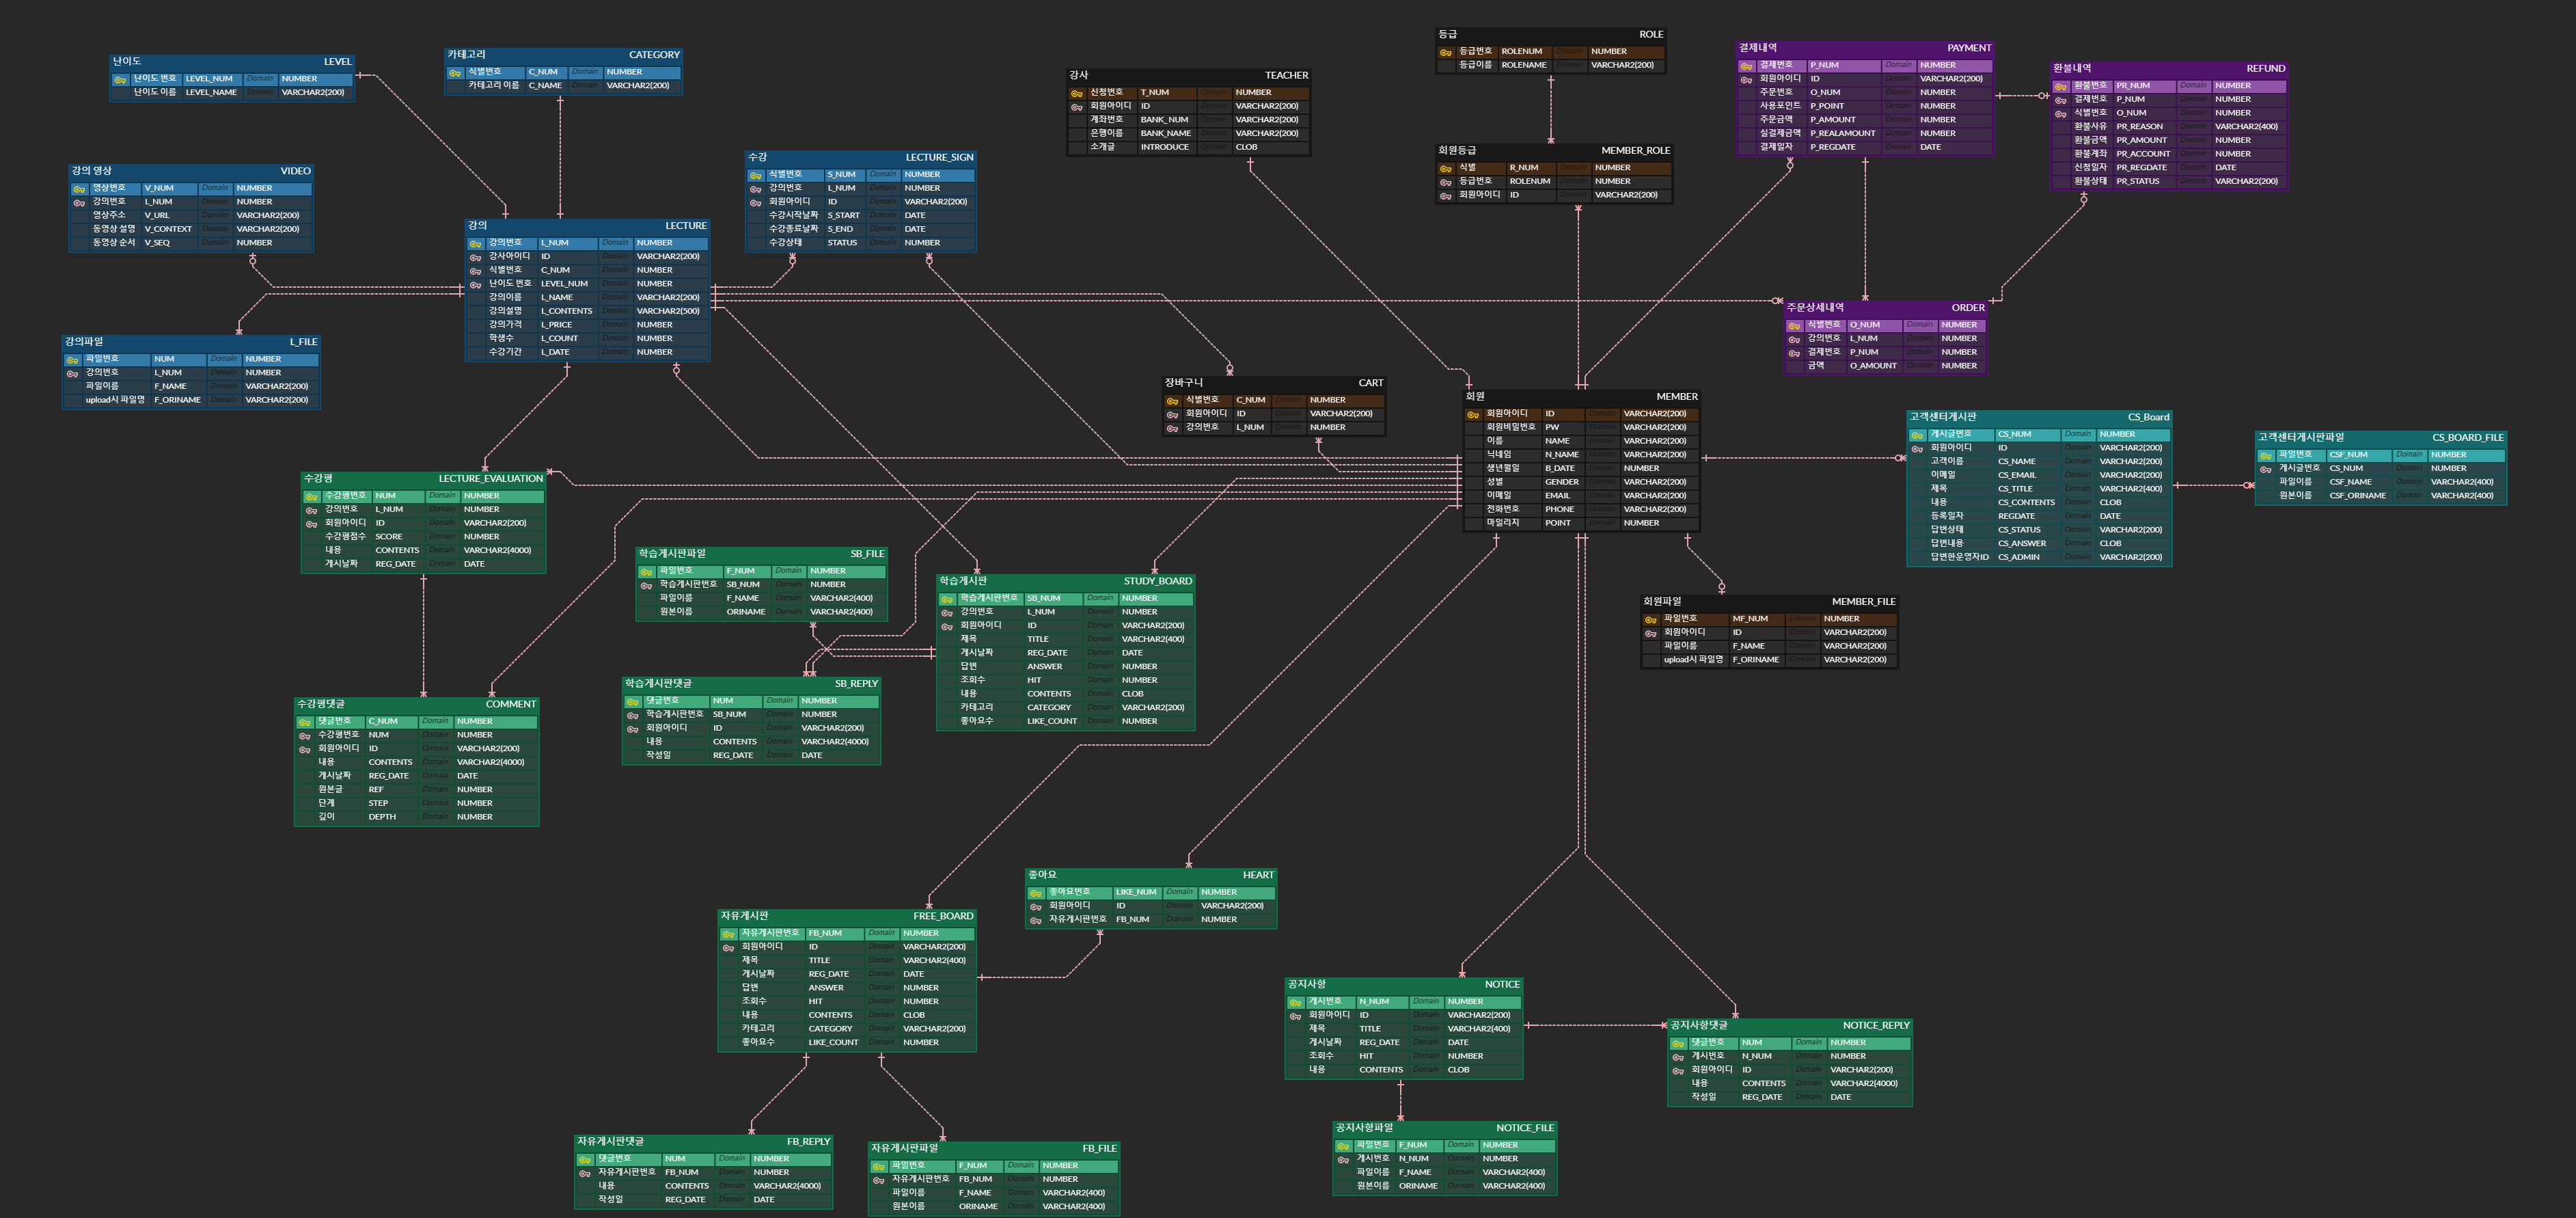 난이도 LEVEL
난이도 번호 LEVEL_NUM Domain NUMBER
난이도 이름 LEVEL_NAME Domain VARCHAR2(200)
카테고리 CATEGORY
식별번호 C_NUM Domain NUMBER
카테고리 이름 C_NAME Domain VARCHAR2(200)
강사 TEACHER
신청번호 T_NUM Domain NUMBER
회원아이디 ID Domain VARCHAR2(200)
계좌번호 BANK_NUM Domain VARCHAR2(200)
은행이름 BANK_NAME Domain VARCHAR2(200)
소개글 INTRODUCE Domain CLOB
등급 ROLE
등급번호 ROLENUM Domain NUMBER
등급이름 ROLENAME Domain VARCHAR2(200)
결제내역 PAYMENT
결제번호 P_NUM Domain NUMBER
회원아이디 ID Domain VARCHAR2(200)
주문번호 O_NUM Domain NUMBER
사용포인트 P_POINT Domain NUMBER
주문금액 P_AMOUNT Domain NUMBER
실결제금액 P_REALAMOUNT Domain NUMBER
결제일자 P_REGDATE Domain DATE
환불내역 REFUND
환불번호 PR_NUM Domain NUMBER
결제번호 P_NUM Domain NUMBER
식별번호 O_NUM Domain NUMBER
환불사유 PR_REASON Domain VARCHAR2(400)
환불금액 PR_AMOUNT Domain NUMBER
환불계좌 PR_ACCOUNT Domain NUMBER
신청일자 PR_REGDATE Domain DATE
환불상태 PR_STATUS Domain VARCHAR2(200)
강의 영상 VIDEO
영상번호 V_NUM Domain NUMBER
강의번호 L_NUM Domain NUMBER
영상주소 V_URL Domain VARCHAR2(200)
동영상 설명 V_CONTEXT Domain VARCHAR2(200)
동영상 순서 V_SEQ Domain NUMBER
수강 LECTURE_SIGN
식별번호 S_NUM Domain NUMBER
강의번호 L_NUM Domain NUMBER
회원아이디 ID Domain VARCHAR2(200)
수강시작날짜 S_START Domain DATE
수강종료날짜 S_END Domain DATE
수강상태 STATUS Domain NUMBER
회원등급 MEMBER_ROLE
식별 R_NUM Domain NUMBER
등급번호 ROLENUM Domain NUMBER
회원아이디 ID Domain VARCHAR2(200)
강의 LECTURE
강의번호 L_NUM Domain NUMBER
강사아이디 ID Domain VARCHAR2(200)
식별번호 C_NUM Domain NUMBER
난이도 번호 LEVEL_NUM Domain NUMBER
강의이름 L_NAME Domain VARCHAR2(200)
강의설명 L_CONTENTS Domain VARCHAR2(500)
강의가격 L_PRICE Domain NUMBER
학생수 L_COUNT Domain NUMBER
수강기간 L_DATE Domain NUMBER
주문상세내역 ORDER
식별번호 O_NUM Domain NUMBER
강의번호 L_NUM Domain NUMBER
결제번호 P_NUM Domain NUMBER
금액 O_AMOUNT Domain NUMBER
강의파일 L_FILE
파일번호 NUM Domain NUMBER
강의번호 L_NUM Domain NUMBER
파일이름 F_NAME Domain VARCHAR2(200)
upload시 파일명 F_ORINAME Domain VARCHAR2(200)
장바구니 CART
식별번호 C_NUM Domain NUMBER
회원아이디 ID Domain VARCHAR2(200)
강의번호 L_NUM Domain NUMBER
회원 MEMBER
회원아이디 ID Domain VARCHAR2(200)
회원비밀번호 PW Domain VARCHAR2(200)
이름 NAME Domain VARCHAR2(200)
닉네임 N_NAME Domain VARCHAR2(200)
생년월일 B_DATE Domain NUMBER
성별 GENDER Domain VARCHAR2(200)
이메일 EMAIL Domain VARCHAR2(200)
전화번호 PHONE Domain VARCHAR2(200)
마일리지 POINT Domain NUMBER
고객센터게시판 CS_Board
게시글번호 CS_NUM Domain NUMBER
회원아이디 ID Domain VARCHAR2(200)
고객이름 CS_NAME Domain VARCHAR2(200)
이메일 CS_EMAIL Domain VARCHAR2(200)
제목 CS_TITLE Domain VARCHAR2(400)
내용 CS_CONTENTS Domain CLOB
등록일자 REGDATE Domain DATE
답변상태 CS_STATUS Domain VARCHAR2(200)
답변내용 CS_ANSWER Domain CLOB
답변한운영자ID CS_ADMIN Domain VARCHAR2(200)
고객센터게시판파일 CS_BOARD_FILE
파일번호 CSF_NUM Domain NUMBER
게시글번호 CS_NUM Domain NUMBER
파일이름 CSF_NAME Domain VARCHAR2(400)
원본이름 CSF_ORINAME Domain VARCHAR2(400)
수강평 LECTURE_EVALUATION
수강평번호 NUM Domain NUMBER
강의번호 L_NUM Domain NUMBER
회원아이디 ID Domain VARCHAR2(200)
수강평점수 SCORE Domain NUMBER
내용 CONTENTS Domain VARCHAR2(4000)
게시날짜 REG_DATE Domain DATE
학습게시판파일 SB_FILE
파일번호 F_NUM Domain NUMBER
학습게시판번호 SB_NUM Domain NUMBER
파일이름 F_NAME Domain VARCHAR2(400)
원본이름 ORINAME Domain VARCHAR2(400)
학습게시판 STUDY_BOARD
학습게시판번호 SB_NUM Domain NUMBER
강의번호 L_NUM Domain NUMBER
회원아이디 ID Domain VARCHAR2(200)
제목 TITLE Domain VARCHAR2(400)
게시날짜 REG_DATE Domain DATE
답변 ANSWER Domain NUMBER
조회수 HIT Domain NUMBER
내용 CONTENTS Domain CLOB
카테고리 CATEGORY Domain VARCHAR2(200)
좋아요수 LIKE_COUNT Domain NUMBER
회원파일 MEMBER_FILE
파일번호 MF_NUM Domain NUMBER
회원아이디 ID Domain VARCHAR2(200)
파일이름 F_NAME Domain VARCHAR2(200)
upload시 파일명 F_ORINAME Domain VARCHAR2(200)
학습게시판댓글 SB_REPLY
댓글번호 NUM Domain NUMBER
학습게시판번호 SB_NUM Domain NUMBER
회원아이디 ID Domain VARCHAR2(200)
내용 CONTENTS Domain VARCHAR2(4000)
작성일 REG_DATE Domain DATE
수강평댓글 COMMENT
댓글번호 C_NUM Domain NUMBER
수강평번호 NUM Domain NUMBER
회원아이디 ID Domain VARCHAR2(200)
내용 CONTENTS Domain VARCHAR2(4000)
게시날짜 REG_DATE Domain DATE
원본글 REF Domain NUMBER
단계 STEP Domain NUMBER
깊이 DEPTH Domain NUMBER
좋아요 HEART
좋아요번호 LIKE_NUM Domain NUMBER
회원아이디 ID Domain VARCHAR2(200)
자유게시판번호 FB_NUM Domain NUMBER
자유게시판 FREE_BOARD
자유게시판번호 FB_NUM Domain NUMBER
회원아이디 ID Domain VARCHAR2(200)
제목 TITLE Domain VARCHAR2(400)
게시날짜 REG_DATE Domain DATE
답변 ANSWER Domain NUMBER
조회수 HIT Domain NUMBER
내용 CONTENTS Domain CLOB
카테고리 CATEGORY Domain VARCHAR2(200)
좋아요수 LIKE_COUNT Domain NUMBER
공지사항 NOTICE
게시번호 N_NUM Domain NUMBER
회원아이디 ID Domain VARCHAR2(200)
제목 TITLE Domain VARCHAR2(400)
게시날짜 REG_DATE Domain DATE
조회수 HIT Domain NUMBER
내용 CONTENTS Domain CLOB
공지사항댓글 NOTICE_REPLY
댓글번호 NUM Domain NUMBER
게시번호 N_NUM Domain NUMBER
회원아이디 ID Domain VARCHAR2(200)
내용 CONTENTS Domain VARCHAR2(4000)
작성일 REG_DATE Domain DATE
자유게시판댓글 FB_REPLY
댓글번호 NUM Domain NUMBER
자유게시판번호 FB_NUM Domain NUMBER
내용 CONTENTS Domain VARCHAR2(4000)
작성일 REG_DATE Domain DATE
자유게시판파일 FB_FILE
파일번호 F_NUM Domain NUMBER
자유게시판번호 FB_NUM Domain NUMBER
파일이름 F_NAME Domain VARCHAR2(400)
원본이름 ORINAME Domain VARCHAR2(400)
공지사항파일 NOTICE_FILE
파일번호 F_NUM Domain NUMBER
게시번호 N_NUM Domain NUMBER
파일이름 F_NAME Domain VARCHAR2(400)
원본이름 ORINAME Domain VARCHAR2(400)